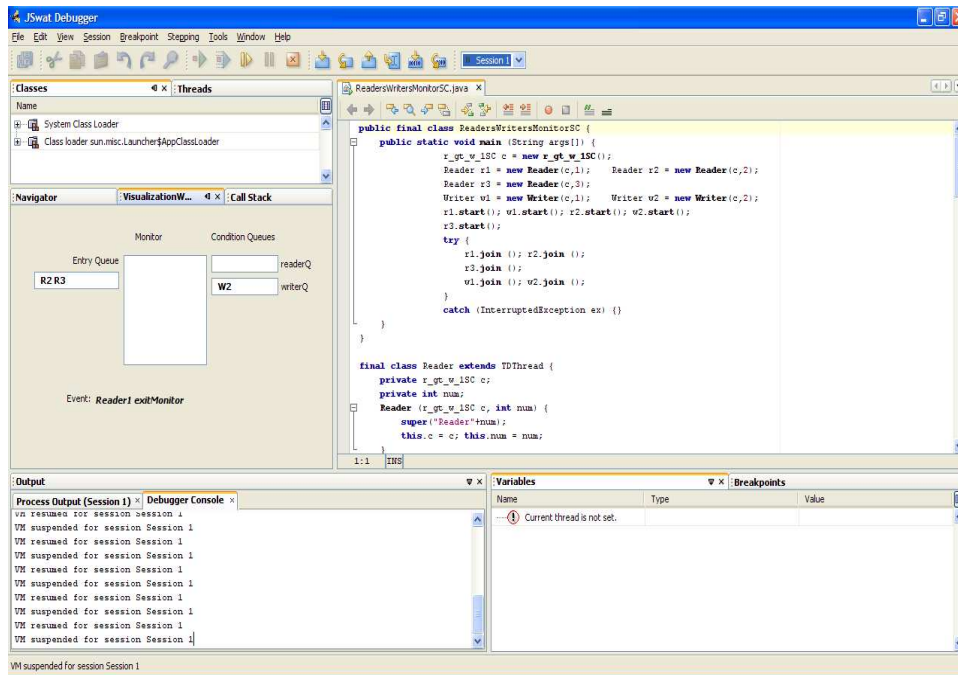 JSwat Debugger
File Edit View Session Breakpoint Stepping Tools Window Help
Session 1
Classes
Threads
Name
System Class Loader
Class loader sun.misc.Launcher$AppClassLoader
Navigator
VisualizationW...
Call Stack
Monitor
Condition Queues
Entry Queue
readerQ
R2 R3
W2
writerQ
Event: Reader1 exitMonitor
ReadersWritersMonitorSC.java
public final class ReadersWritersMonitorSC {
public static void main (String args[]) {
r_gt_w_1SC c = new r_gt_w_1SC();
Reader r1 = new Reader(c,1); Reader r2 = new Reader(c,2);
Reader r3 = new Reader(c,3);
Writer w1 = new Writer(c,1); Writer w2 = new Writer(c,2);
r1.start(); w1.start(); r2.start(); w2.start();
r3.start();
try {
r1.join (); r2.join ();
r3.join ();
w1.join (); w2.join ();
}
catch (InterruptedException ex) {}
}
}
final class Reader extends TDThread {
private r_gt_w_1SC c;
private int num;
Reader (r_gt_w_1SC c, int num) {
super("Reader"+num);
this.c = c; this.num = num;
}
1:1 INS
Output
Process Output (Session 1)
Debugger Console
VM resumed for session Session 1
VM suspended for session Session 1
VM resumed for session Session 1
VM suspended for session Session 1
VM resumed for session Session 1
VM suspended for session Session 1
VM resumed for session Session 1
VM suspended for session Session 1
VM resumed for session Session 1
VM suspended for session Session 1
Variables
Breakpoints
Name Type Value
Current thread is not set.
VM suspended for session Session 1